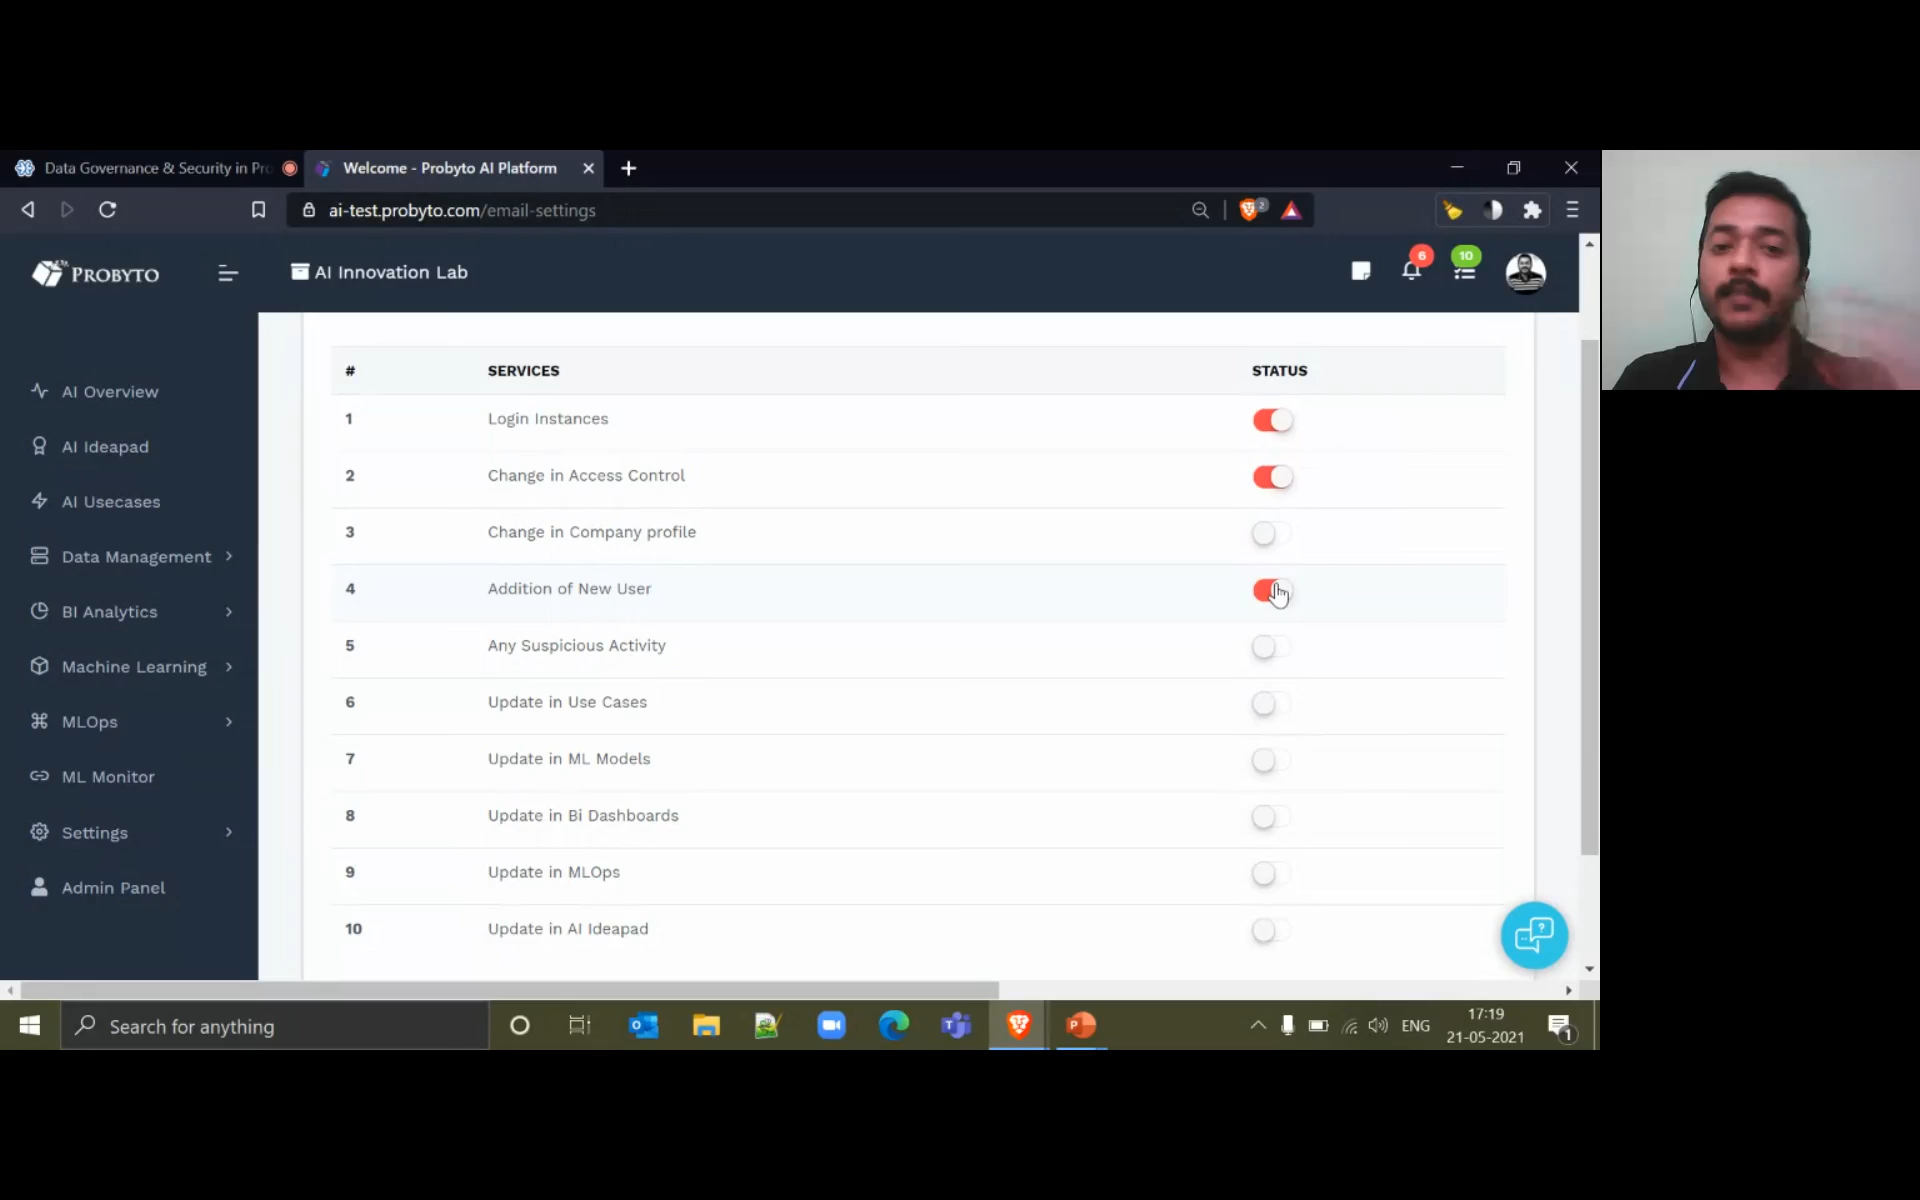 Data Governance & Security in Pro
Welcome - Probyto AI Platform
ai-test.probyto.com/email-settings
2
PROBYTO
AI Innovation Lab
6
10
AI Overview
AI Ideapad
AI Usecases
Data Management
BI Analytics
Machine Learning
MLOps
ML Monitor
Settings
Admin Panel
# SERVICES STATUS
1 Login Instances
2 Change in Access Control
3 Change in Company profile
4 Addition of New User
5 Any Suspicious Activity
6 Update in Use Cases
7 Update in ML Models
8 Update in Bi Dashboards
9 Update in MLOps
10 Update in AI Ideapad
Search for anything
ENG
17:19
21-05-2021
1